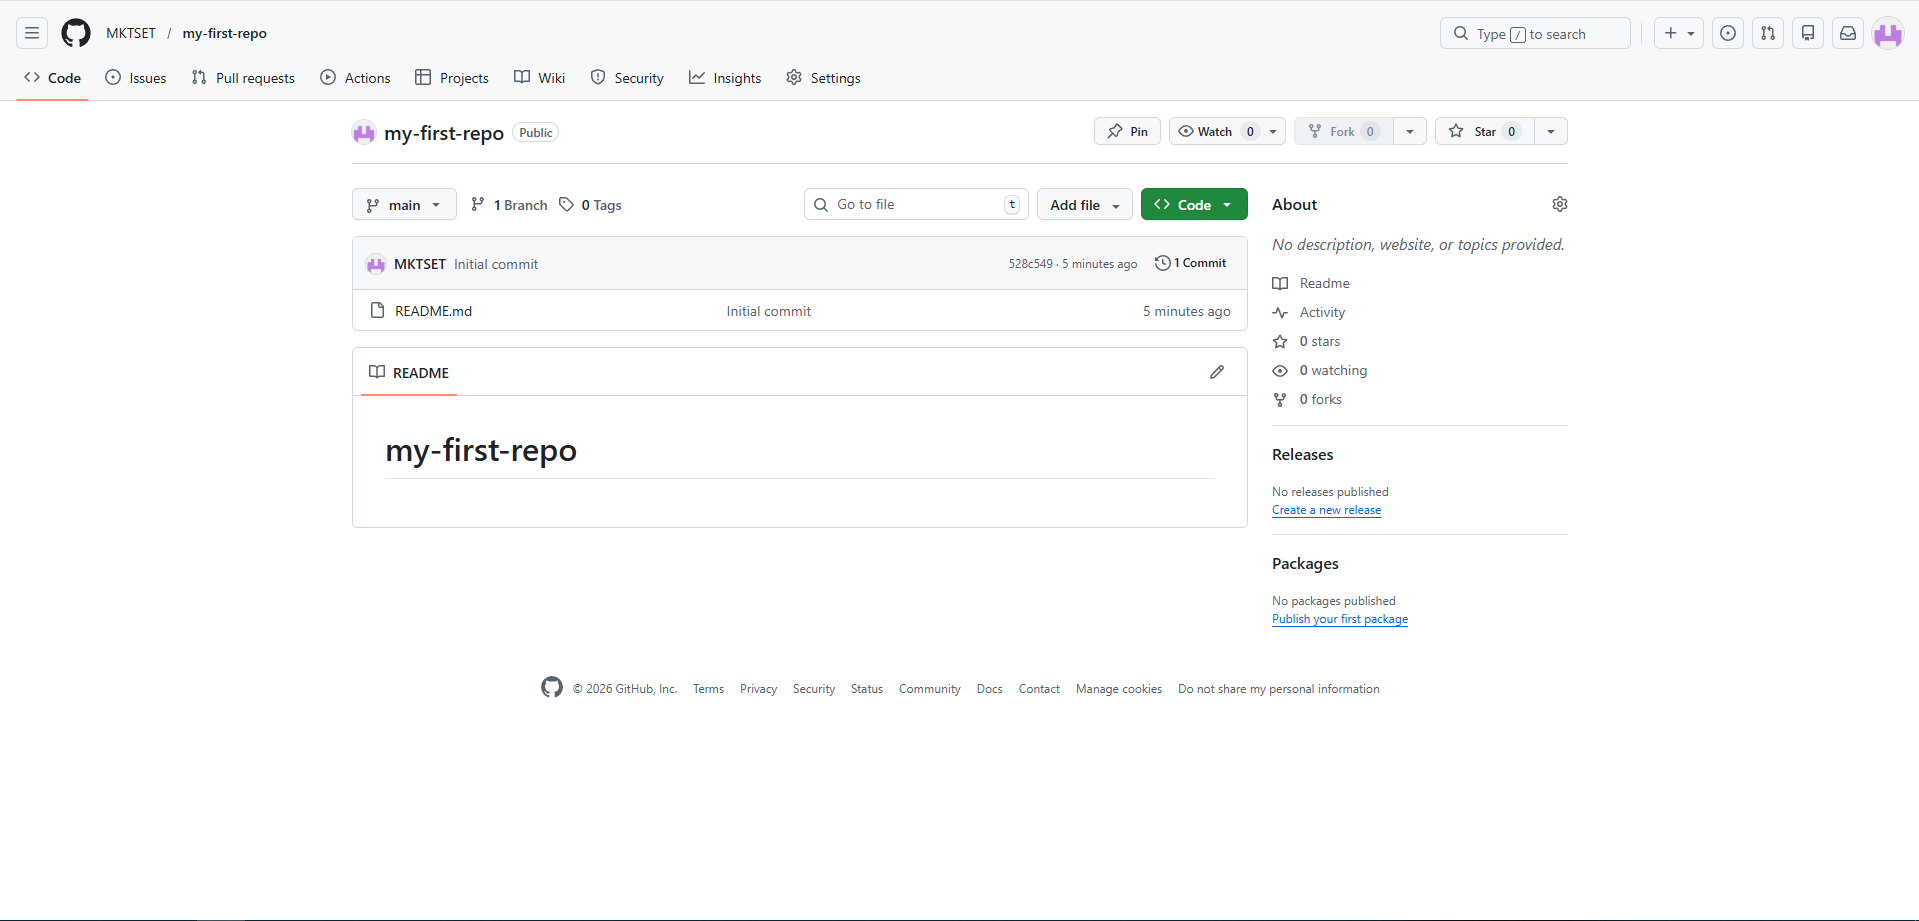 MKTSET / my-first-repo
Type / to search
Code Issues Pull requests Actions Projects Wiki Security Insights Settings
my-first-repo Public
Pin Watch 0 Fork 0 Star 0
main 1 Branch 0 Tags Go to file t Add file Code
MKTSET Initial commit 528c549 · 5 minutes ago 1 Commit
README.md Initial commit 5 minutes ago
README
my-first-repo
About
No description, website, or topics provided.
Readme
Activity
0 stars
0 watching
0 forks
Releases
No releases published
Create a new release
Packages
No packages published
Publish your first package
© 2026 GitHub, Inc. Terms Privacy Security Status Community Docs Contact Manage cookies Do not share my personal information